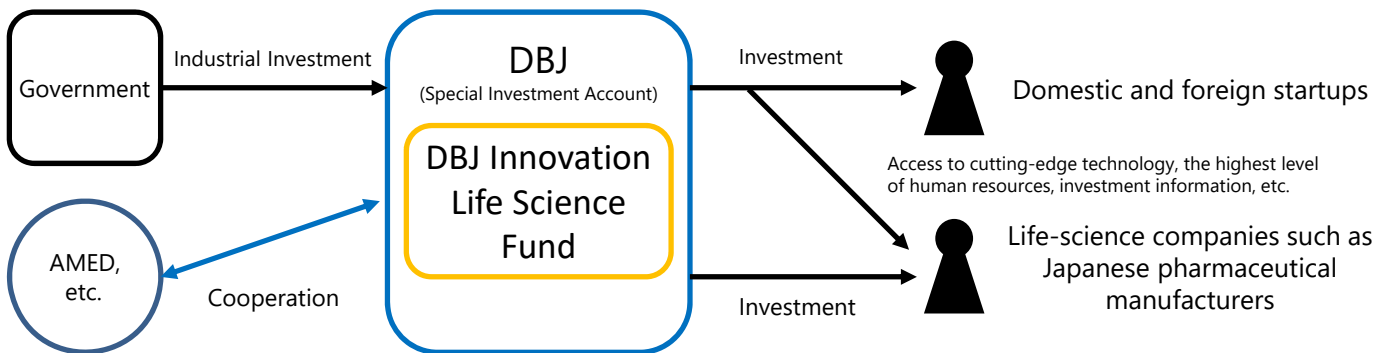 Government
Industrial Investment
DBJ
(Special Investment Account)
DBJ Innovation
Life Science
Fund
AMED,
etc.
Cooperation
Investment
Domestic and foreign startups
Access to cutting-edge technology, the highest level
of human resources, investment information, etc.
Life-science companies such as
Japanese pharmaceutical
manufacturers
Investment